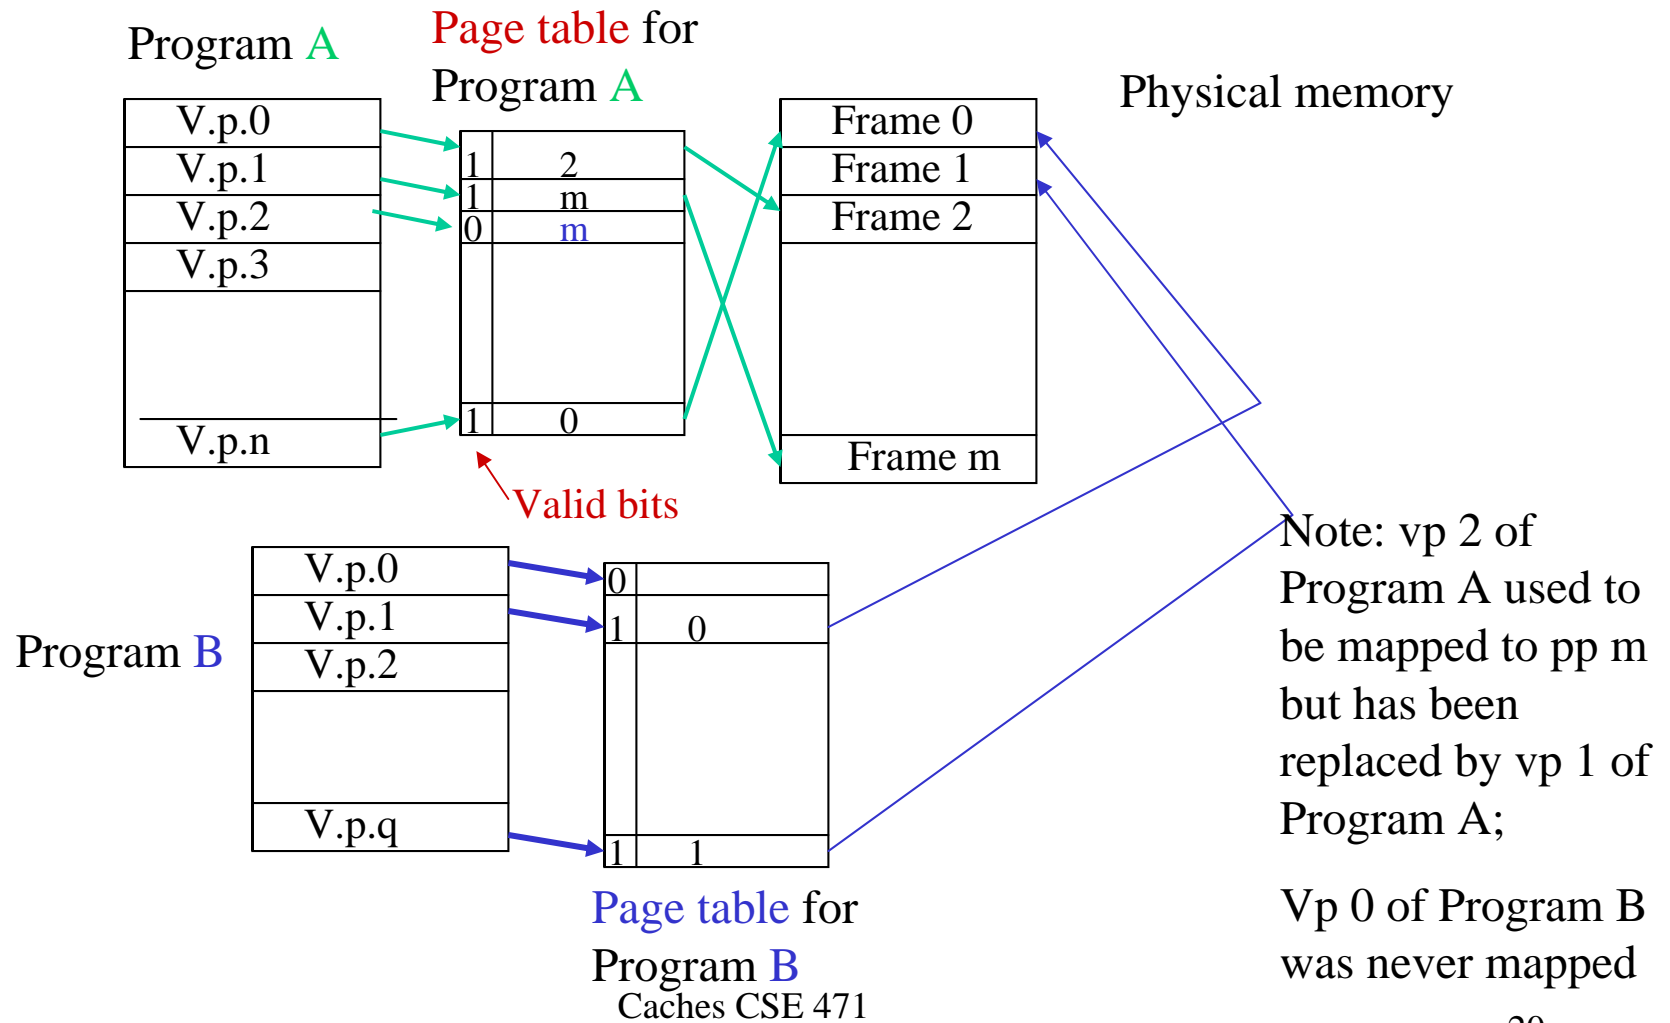 Program A
Page table for
Program A
Physical memory
V.p.0
V.p.1
V.p.2
V.p.3
V.p.n
1 2
1 m
0 m
1 0
Frame 0
Frame 1
Frame 2
Frame m
Valid bits
Program B
V.p.0
V.p.1
V.p.2
V.p.q
0
1 0
1 1
Page table for
Program B
Note: vp 2 of
Program A used to
be mapped to pp m
but has been
replaced by vp 1 of
Program A;
Vp 0 of Program B
was never mapped
Caches CSE 471